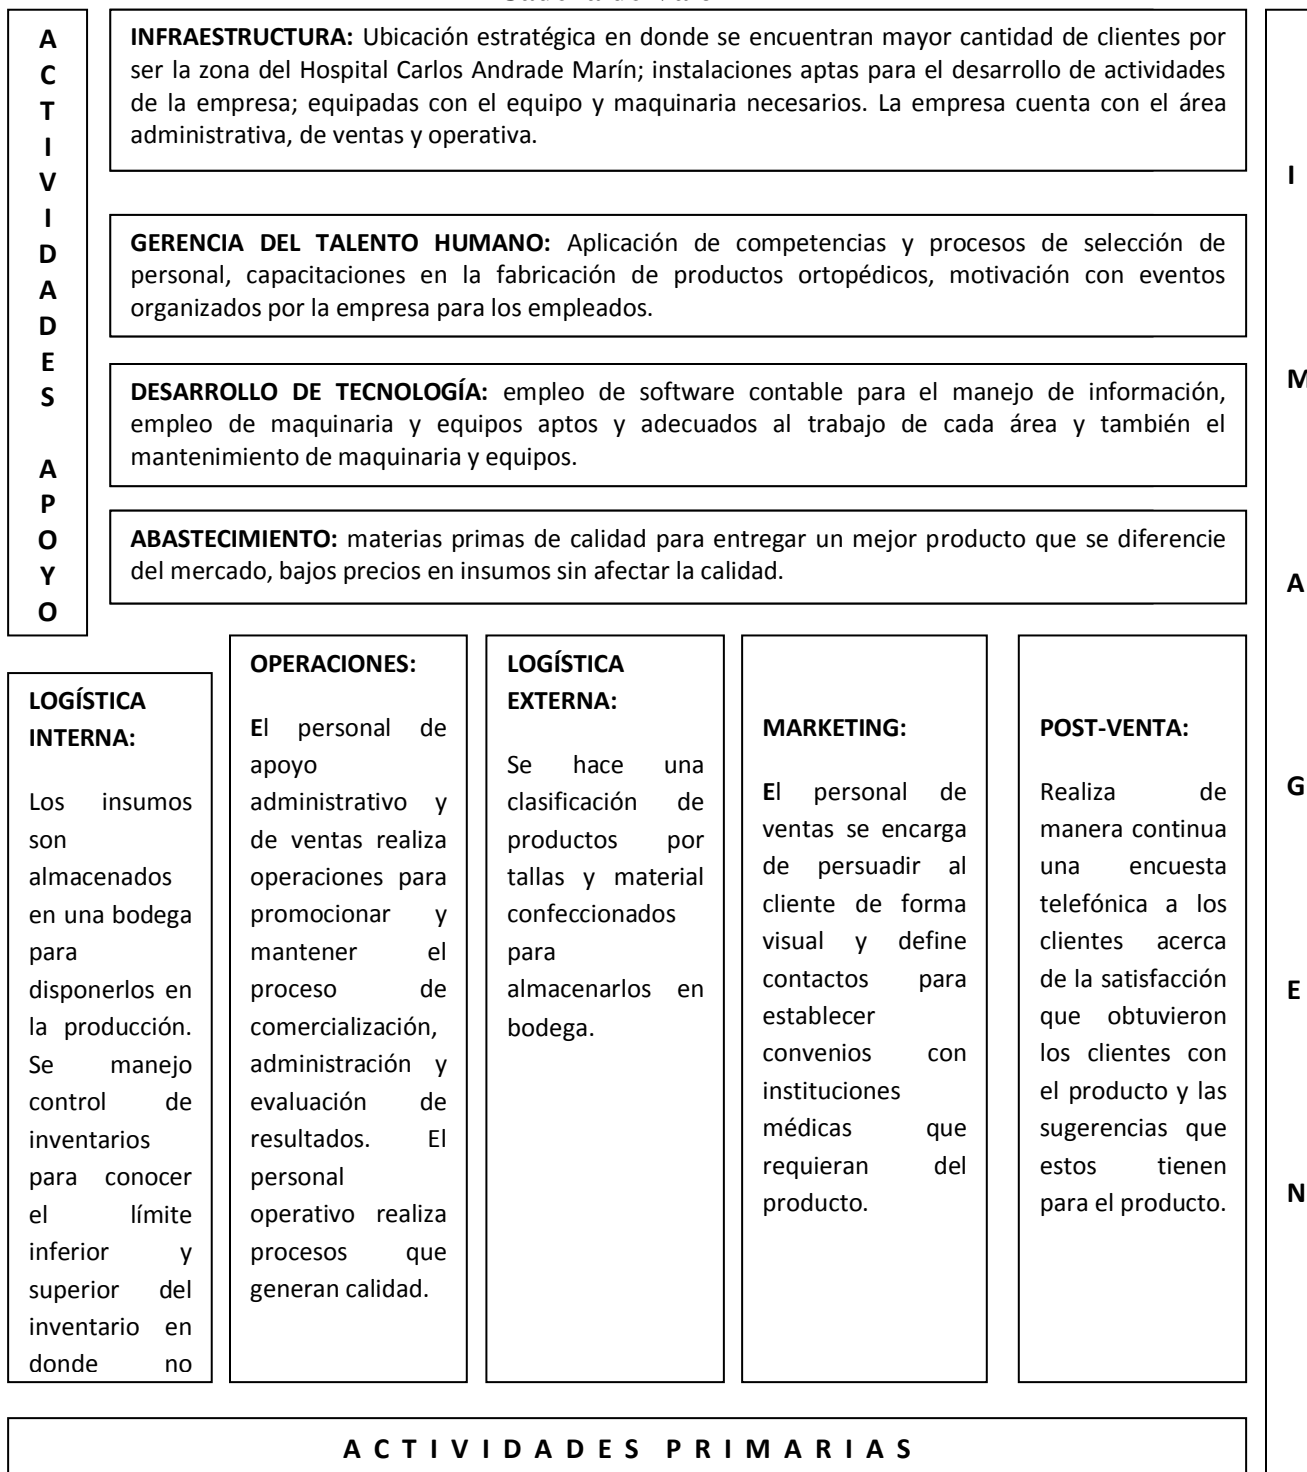 ACTIVIDADES APOYO
INFRAESTRUCTURA: Ubicación estratégica en donde se encuentran mayor cantidad de clientes por
ser la zona del Hospital Carlos Andrade Marín; instalaciones aptas para el desarrollo de actividades
de la empresa; equipadas con el equipo y maquinaria necesarios. La empresa cuenta con el área
administrativa, de ventas y operativa.
GERENCIA DEL TALENTO HUMANO: Aplicación de competencias y procesos de selección de
personal, capacitaciones en la fabricación de productos ortopédicos, motivación con eventos
organizados por la empresa para los empleados.
DESARROLLO DE TECNOLOGÍA: empleo de software contable para el manejo de información,
empleo de maquinaria y equipos aptos y adecuados al trabajo de cada área y también el
mantenimiento de maquinaria y equipos.
ABASTECIMIENTO: materias primas de calidad para entregar un mejor producto que se diferencie
del mercado, bajos precios en insumos sin afectar la calidad.
LOGÍSTICA
INTERNA:
Los insumos
son
almacenados
en una bodega
para
disponerlos en
la producción.
Se manejo
control de
inventarios
para conocer
el límite
inferior y
superior del
inventario en
donde no
OPERACIONES:
El personal de
apoyo
administrativo y
de ventas realiza
operaciones para
promocionar y
mantener el
proceso de
comercialización,
administración y
evaluación de
resultados. El
personal
operativo realiza
procesos que
generan calidad.
LOGÍSTICA
EXTERNA:
Se hace una
clasificación de
productos por
tallas y material
confeccionados
para
almacenarlos en
bodega.
MARKETING:
El personal de
ventas se encarga
de persuadir al
cliente de forma
visual y define
contactos para
establecer
convenios con
instituciones
médicas que
requieran del
producto.
POST-VENTA:
Realiza de
manera continua
una encuesta
telefónica a los
clientes acerca
de la satisfacción
que obtuvieron
los clientes con
el producto y las
sugerencias que
estos tienen
para el producto.
ACTIVIDADES PRIMARIAS
I
M
A
G
E
N